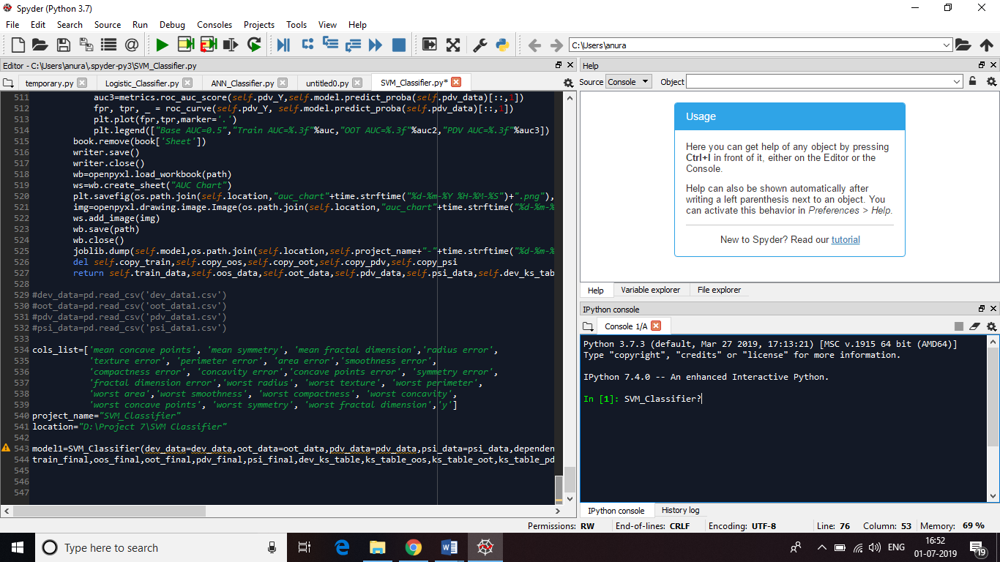 Spyder (Python 3.7)
File Edit Search Source Run Debug Consoles Projects Tools View Help
C:\Users\anura
Editor - C:\Users\anura\.spyder-py3\SVM_Classifier.py
temporary.py Logistic_Classifier.py ANN_Classifier.py untitled0.py SVM_Classifier.py*
511 auc3=metrics.roc_auc_score(self.pdv_Y,self.model.predict_proba(self.pdv_data)[::,1])
512 fpr, tpr, _ = roc_curve(self.pdv_Y, self.model.predict_proba(self.pdv_data)[::,1])
513 plt.plot(fpr,tpr,marker='.')
514 plt.legend(["Base AUC=0.5","Train AUC=%.3f"%auc,"OOT AUC=%.3f"%auc2,"PDV AUC=%.3f"%auc3])
515 book.remove(book['Sheet'])
516 writer.save()
517 writer.close()
518 wb=openpyxl.load_workbook(path)
519 ws=wb.create_sheet("AUC Chart")
520 plt.savefig(os.path.join(self.location,"auc_chart"+time.strftime("%d-%m-%Y %H-%M-%S")+".png"),
521 img=openpyxl.drawing.image.Image(os.path.join(self.location,"auc_chart"+time.strftime("%d-%m-%
522 ws.add_image(img)
523 wb.save(path)
524 wb.close()
525 joblib.dump(self.model,os.path.join(self.location,self.project_name+"-"+time.strftime("%d-%m-%
526 del self.copy_train,self.copy_oos,self.copy_oot,self.copy_pdv,self.copy_psi
527 return self.train_data,self.oos_data,self.oot_data,self.pdv_data,self.psi_data,self.dev_ks_tab
528
529 #dev_data=pd.read_csv('dev_data1.csv')
530 #oot_data=pd.read_csv('oot_data1.csv')
531 #pdv_data=pd.read_csv('pdv_data1.csv')
532 #psi_data=pd.read_csv('psi_data1.csv')
533
534 cols_list=['mean concave points', 'mean symmetry', 'mean fractal dimension','radius error',
535 'texture error', 'perimeter error', 'area error','smoothness error',
536 'compactness error', 'concavity error','concave points error', 'symmetry error',
537 'fractal dimension error','worst radius', 'worst texture', 'worst perimeter',
538 'worst area','worst smoothness', 'worst compactness', 'worst concavity',
539 'worst concave points', 'worst symmetry', 'worst fractal dimension','y']
540 project_name="SVM_Classifier"
541 location="D:\Project 7\SVM Classifier"
542
543 model1=SVM_Classifier(dev_data=dev_data,oot_data=oot_data,pdv_data=pdv_data,psi_data=psi_data,dependen
544 train_final,oos_final,oot_final,pdv_final,psi_final,dev_ks_table,ks_table_oos,ks_table_oot,ks_table_pd
545
546
547
Help
Source Console Object
Usage
Here you can get help of any object by pressing
Ctrl+I in front of it, either on the Editor or the
Console.
Help can also be shown automatically after
writing a left parenthesis next to an object. You
can activate this behavior in Preferences > Help.
New to Spyder? Read our tutorial
Help Variable explorer File explorer
IPython console
Console 1/A
Python 3.7.3 (default, Mar 27 2019, 17:13:21) [MSC v.1915 64 bit (AMD64)]
Type "copyright", "credits" or "license" for more information.
IPython 7.4.0 -- An enhanced Interactive Python.
In [1]: SVM_Classifier?
IPython console History log
Permissions: RW End-of-lines: CRLF Encoding: UTF-8 Line: 76 Column: 53 Memory: 69 %
Type here to search
ENG
16:52
01-07-2019
19